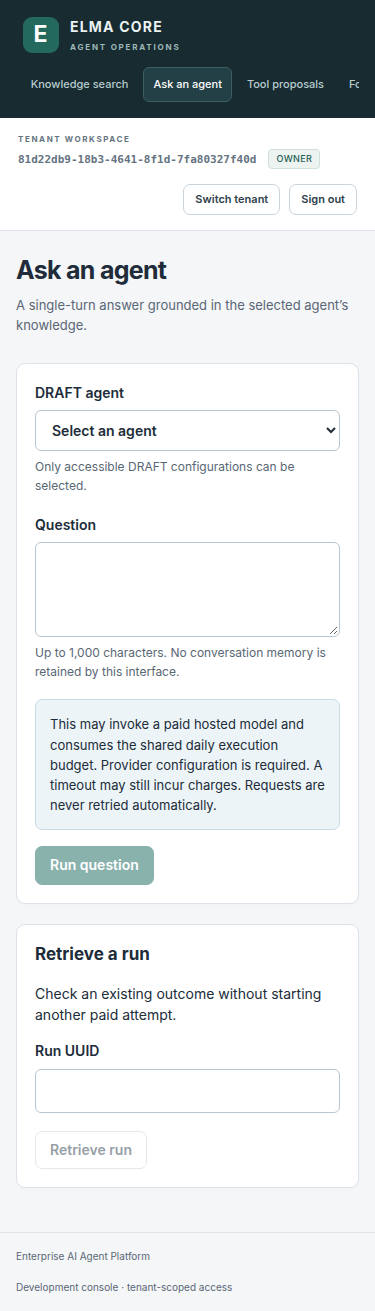 E
ELMA CORE
AGENT OPERATIONS
Knowledge search
Ask an agent
Tool proposals
TENANT WORKSPACE
81d22db9-18b3-4641-8f1d-7fa80327f40d
OWNER
Switch tenant
Sign out
Ask an agent
A single-turn answer grounded in the selected agent’s
knowledge.
DRAFT agent
Select an agent
Only accessible DRAFT configurations can be
selected.
Question
Up to 1,000 characters. No conversation memory is
retained by this interface.
This may invoke a paid hosted model and
consumes the shared daily execution
budget. Provider configuration is required. A
timeout may still incur charges. Requests are
never retried automatically.
Run question
Retrieve a run
Check an existing outcome without starting
another paid attempt.
Run UUID
Retrieve run
Enterprise AI Agent Platform
Development console · tenant-scoped access